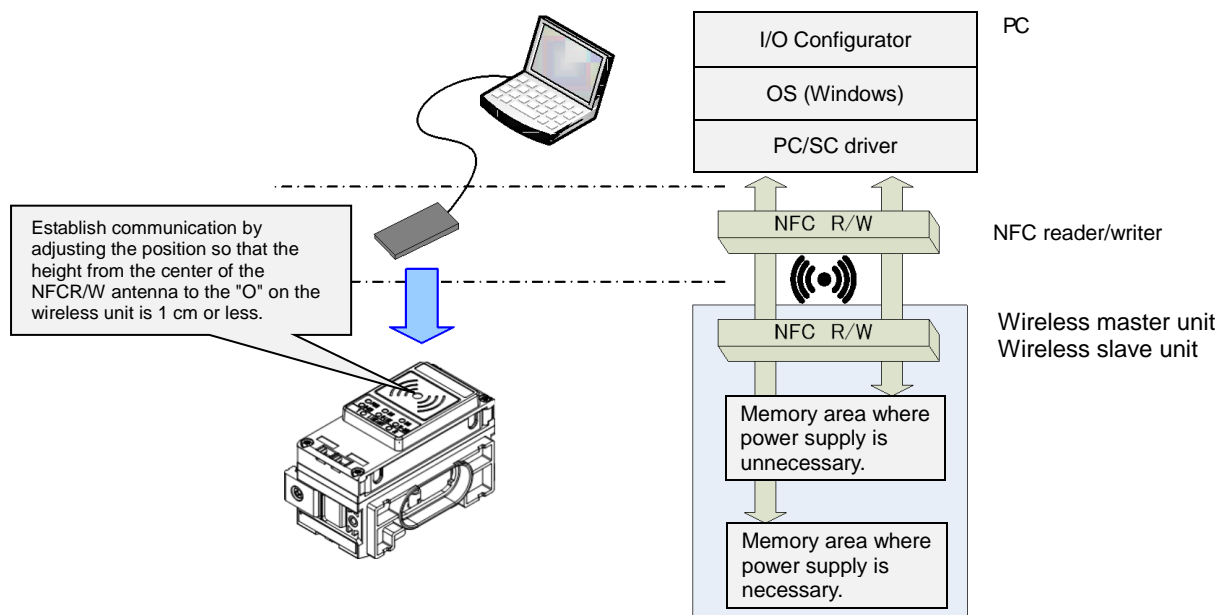 I/O Configurator
PC
OS (Windows)
PC/SC driver
Establish communication by
adjusting the position so that the
height from the center of the
NFCR/W antenna to the "O" on the
wireless unit is 1 cm or less.
NFC R/W
NFC reader/writer
NFC R/W
Wireless master unit
Wireless slave unit
Memory area where
power supply is
unnecessary.
Memory area where
power supply is
necessary.